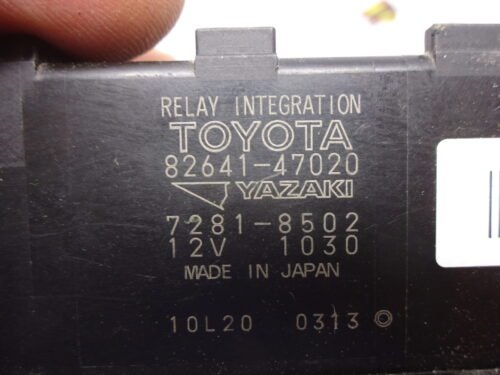 RELAY INTEGRATION
TOYOTA
82641-47020
YAZAKI
7281-8502
12V 1030
MADE IN JAPAN
10L20 0313